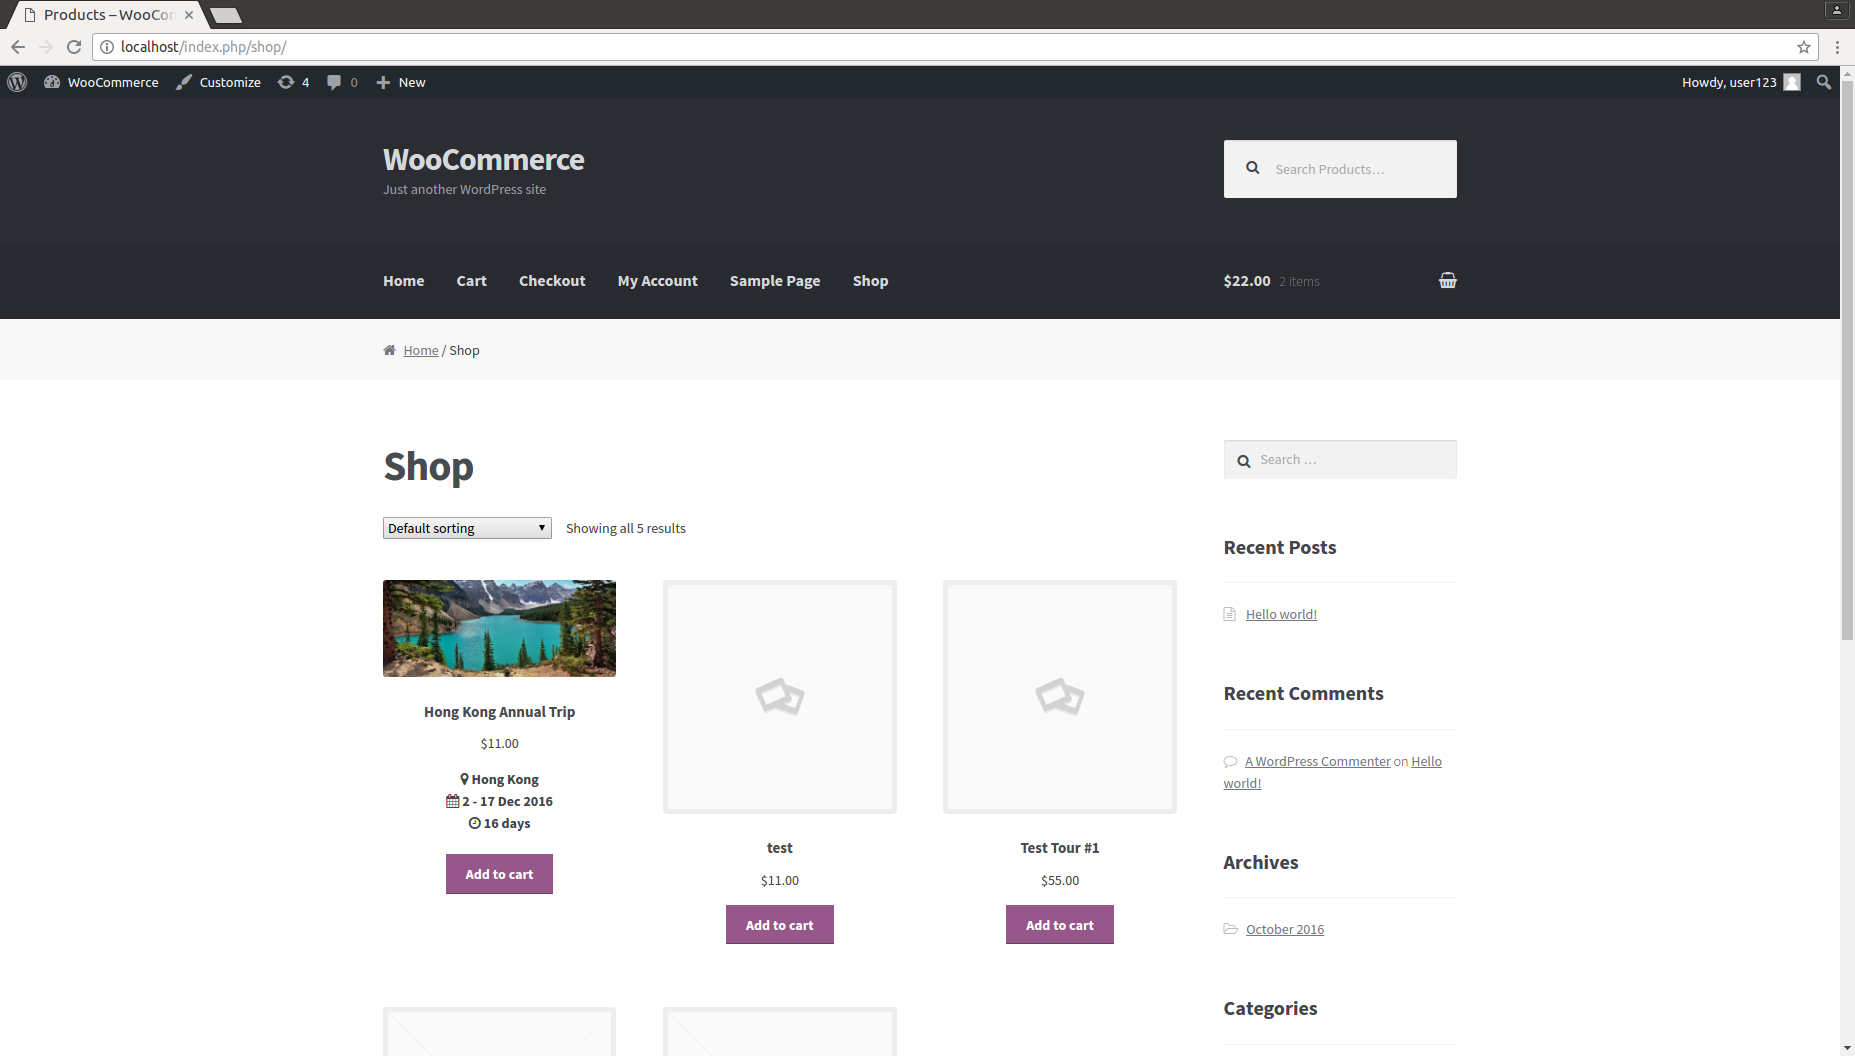 Products – WooCon
localhost/index.php/shop/
WooCommerce
Customize
4
0
New
Howdy, user123
WooCommerce
Just another WordPress site
Search Products…
Home
Cart
Checkout
My Account
Sample Page
Shop
$22.00 2 items
Home / Shop
Shop
Default sorting
Showing all 5 results
Hong Kong Annual Trip
$11.00
Hong Kong
2 - 17 Dec 2016
16 days
Add to cart
test
$11.00
Add to cart
Test Tour #1
$55.00
Add to cart
Search …
Recent Posts
Hello world!
Recent Comments
A WordPress Commenter on Hello
world!
Archives
October 2016
Categories